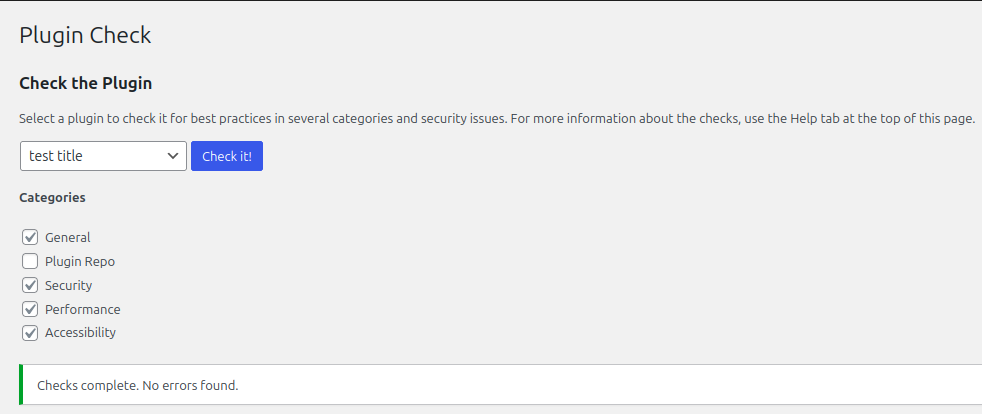 Plugin Check
Check the Plugin
Select a plugin to check it for best practices in several categories and security issues. For more information about the checks, use the Help tab at the top of this page.
test title Check it!
Categories
General
Plugin Repo
Security
Performance
Accessibility
Checks complete. No errors found.